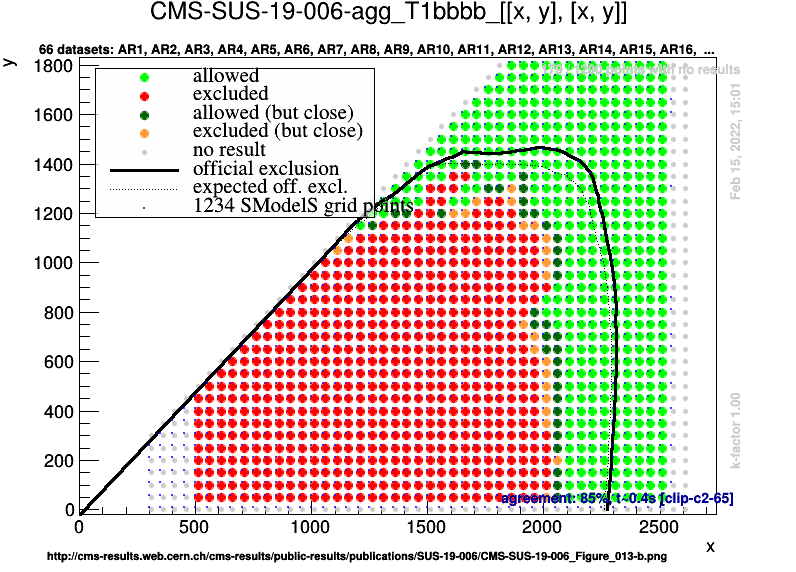 CMS-SUS-19-006-agg_T1bbbb_[[x, y], [x, y]]
66 datasets: AR1, AR2, AR3, AR4, AR5, AR6, AR7, AR8, AR9, AR10, AR11, AR12, AR13, AR14, AR15, AR16, ...
y
points with no results
allowed
excluded
allowed (but close)
excluded (but close)
no result
official exclusion
expected off. excl.
1234 SModelS grid points
1800
1600
1400
1200
1000
800
600
400
200
0
0 500 1000 1500 2000 2500
x
Feb 15, 2022, 15:01
k-factor 1.00
agreement: 85%, t~0.4s [clip-c2-65]
http://cms-results.web.cern.ch/cms-results/public-results/publications/SUS-19-006/CMS-SUS-19-006_Figure_013-b.png